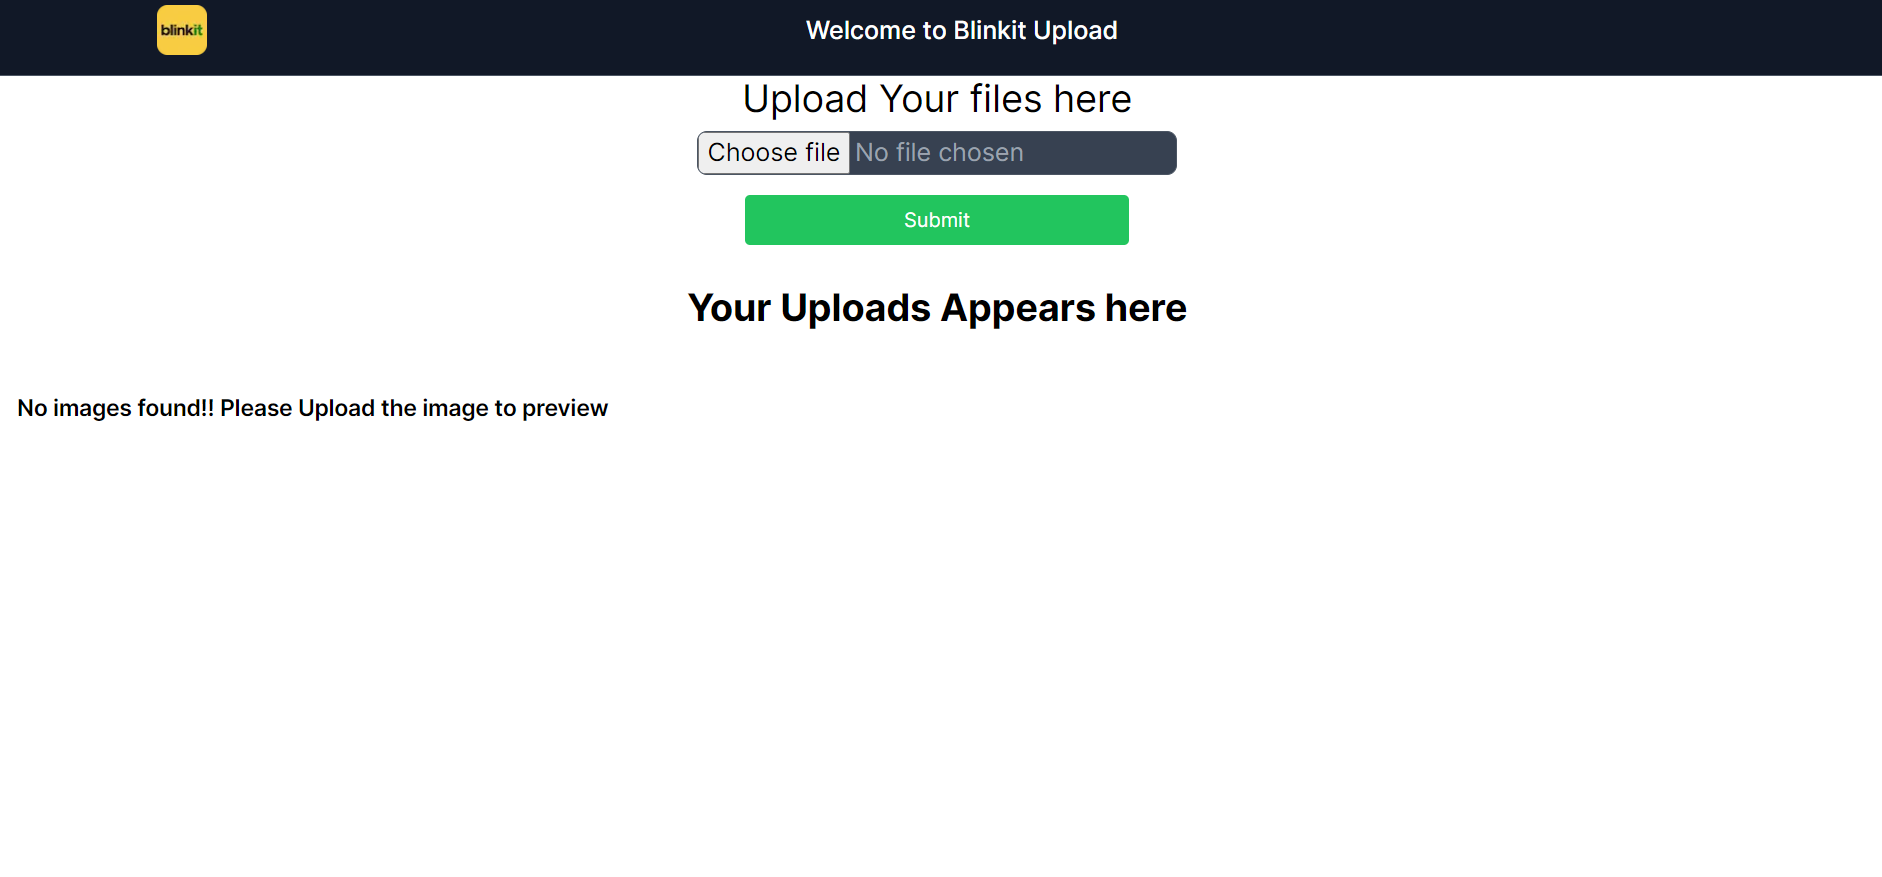 blinkit
Welcome to Blinkit Upload
Upload Your files here
Choose file No file chosen
Submit
Your Uploads Appears here
No images found!! Please Upload the image to preview